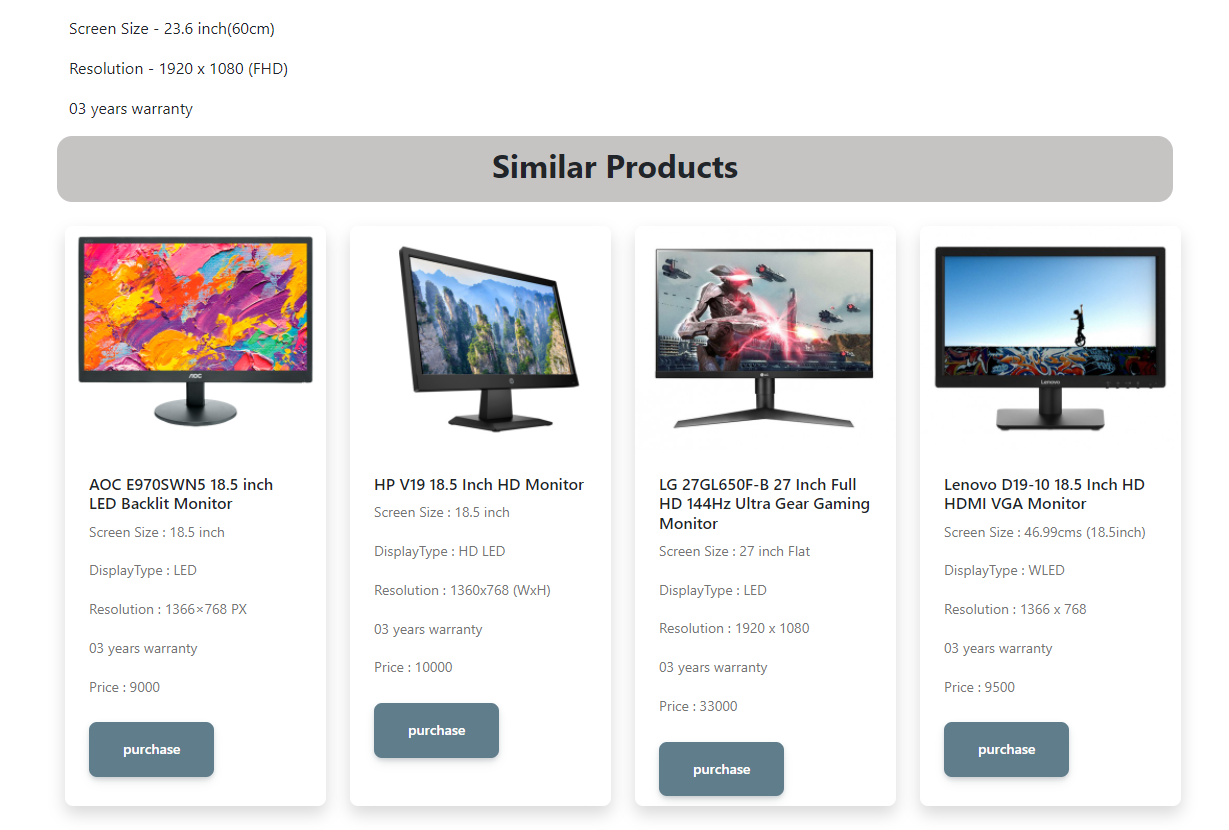 Screen Size - 23.6 inch(60cm)
Resolution - 1920 x 1080 (FHD)
03 years warranty
Similar Products
AOC
AOC E970SWN5 18.5 inch
LED Backlit Monitor
Screen Size : 18.5 inch
DisplayType : LED
Resolution : 1366×768 PX
03 years warranty
Price : 9000
purchase
HP V19 18.5 Inch HD Monitor
Screen Size : 18.5 inch
DisplayType : HD LED
Resolution : 1360x768 (WxH)
03 years warranty
Price : 10000
purchase
LG
LG 27GL650F-B 27 Inch Full
HD 144Hz Ultra Gear Gaming
Monitor
Screen Size : 27 inch Flat
DisplayType : LED
Resolution : 1920 x 1080
03 years warranty
Price : 33000
purchase
Lenovo
Lenovo D19-10 18.5 Inch HD
HDMI VGA Monitor
Screen Size : 46.99cms (18.5inch)
DisplayType : WLED
Resolution : 1366 x 768
03 years warranty
Price : 9500
purchase